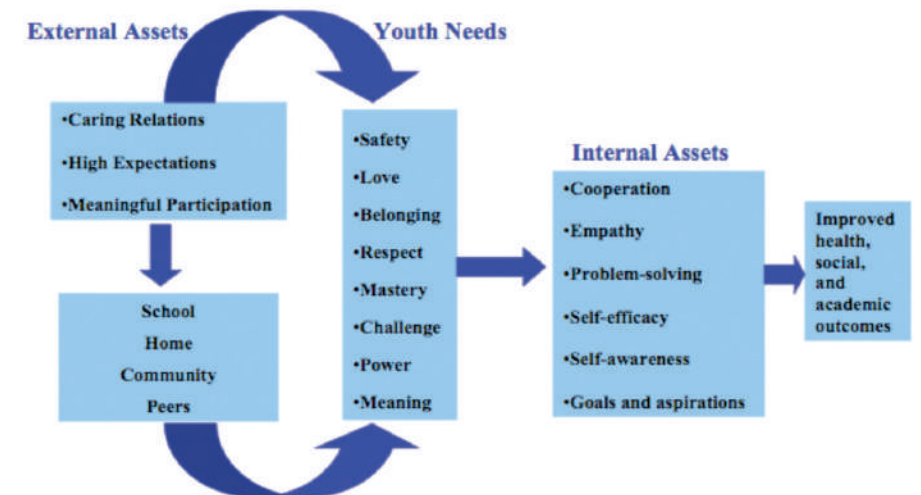 External Assets
Youth Needs
•Caring Relations
•High Expectations
•Meaningful Participation
School
Home
Community
Peers
•Safety
•Love
•Belonging
•Respect
•Mastery
•Challenge
•Power
•Meaning
Internal Assets
•Cooperation
•Empathy
•Problem-solving
•Self-efficacy
•Self-awareness
•Goals and aspirations
Improved
health,
social,
and
academic
outcomes